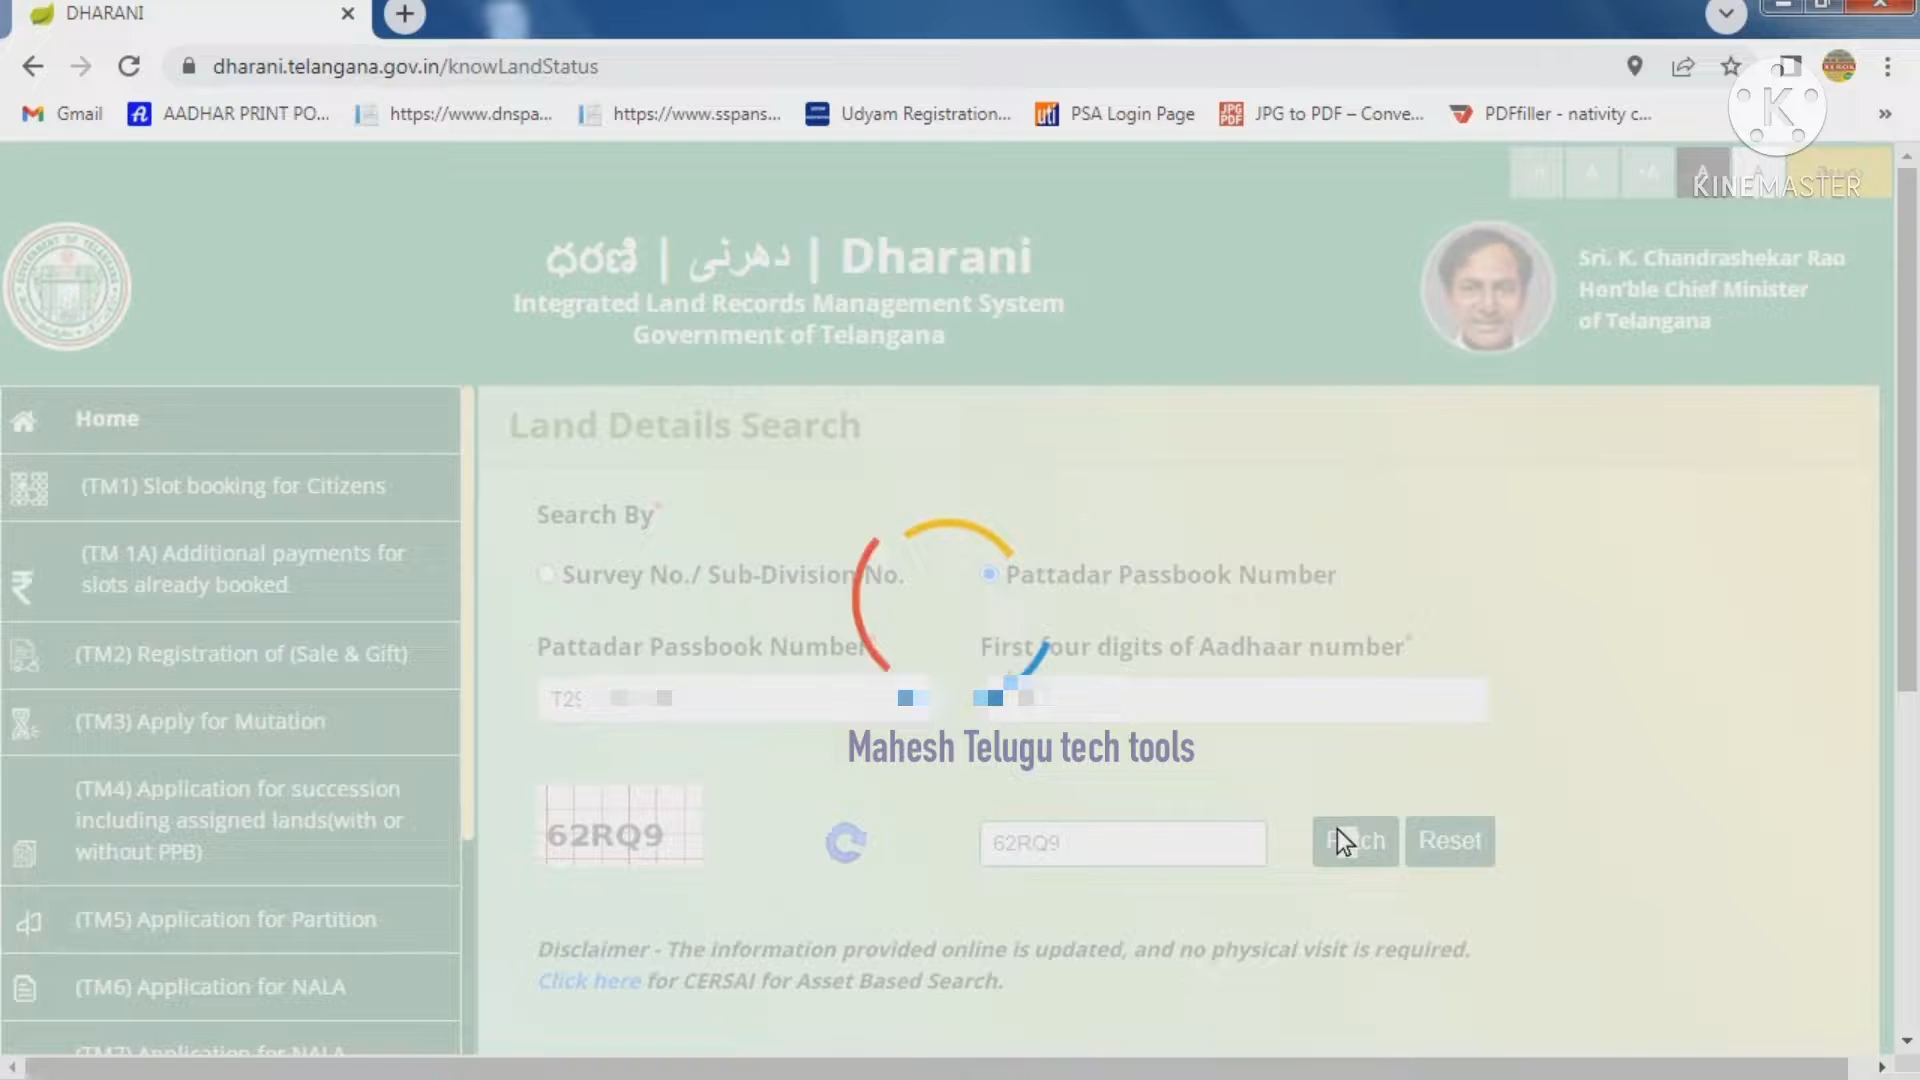 DHARANI
dharani.telangana.gov.in/knowLandStatus
Gmail
AADHAR PRINT PO...
https://www.dnspa...
https://www.sspans...
Udyam Registration...
PSA Login Page
JPG to PDF – Conve...
PDFfiller - nativity c...
»
KINEMASTER
ధరణి | دھرنی | Dharani
Integrated Land Records Management System
Government of Telangana
Sri. K. Chandrashekar Rao
Hon'ble Chief Minister
of Telangana
Home
(TM1) Slot booking for Citizens
(TM 1A) Additional payments for
slots already booked
(TM2) Registration of (Sale & Gift)
(TM3) Apply for Mutation
(TM4) Application for succession
including assigned lands(with or
without PPB)
(TM5) Application for Partition
(TM6) Application for NALA
(TM7) Application for NALA
Land Details Search
Search By*
Survey No./ Sub-Division No.
Pattadar Passbook Number
Pattadar Passbook Number
First four digits of Aadhaar number*
Mahesh Telugu tech tools
62RQ9
62RQ9
Reset
Disclaimer - The information provided online is updated, and no physical visit is required.
Click here for CERSAI for Asset Based Search.